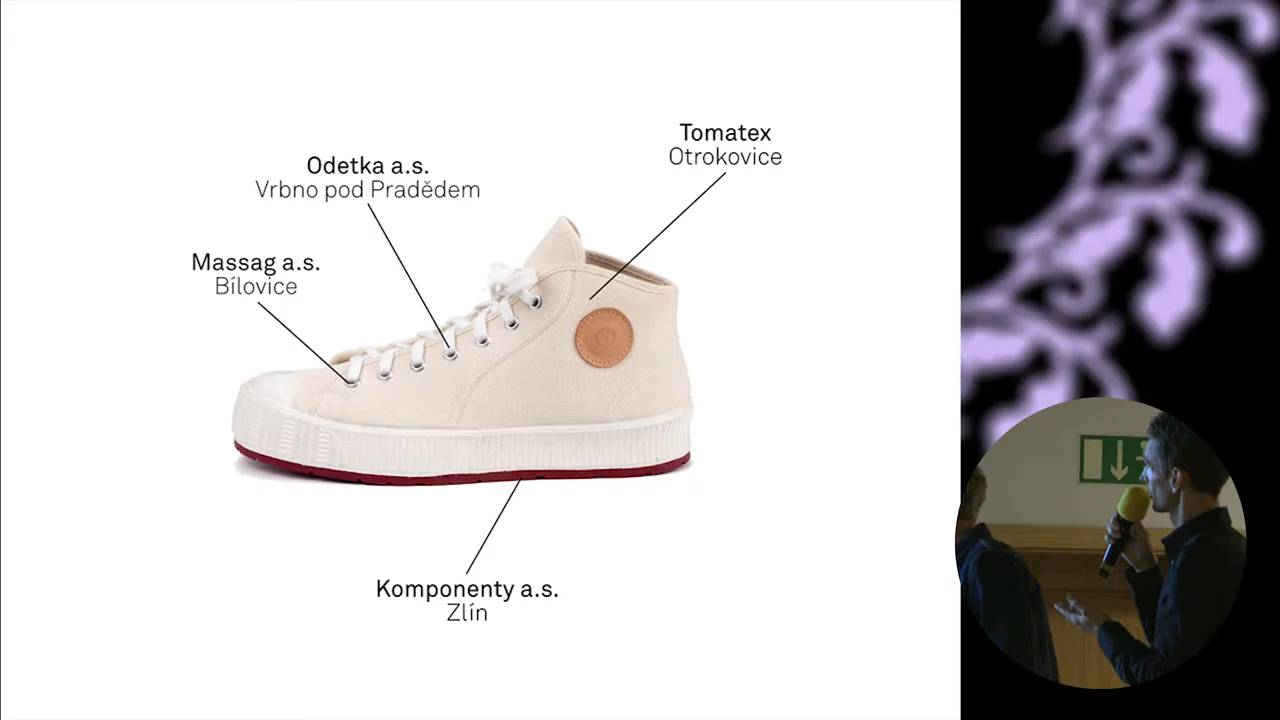 Tomatex
Otrokovice
Odetka a.s.
Vrbno pod Pradědem
Massag a.s.
Bílovice
Komponenty a.s.
Zlín